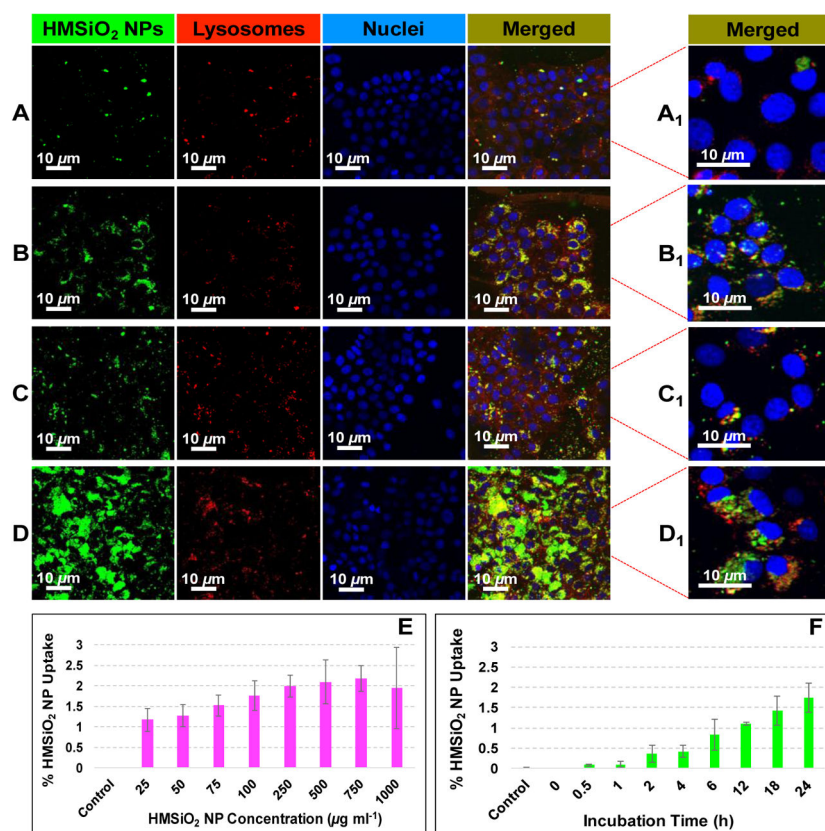 HMSiO₂ NPs Lysosomes Nuclei Merged Merged
A A₁
10 µm 10 µm 10 µm 10 µm 10 µm
B B₁
10 µm 10 µm 10 µm 10 µm 10 µm
C C₁
10 µm 10 µm 10 µm 10 µm 10 µm
D D₁
10 µm 10 µm 10 µm 10 µm 10 µm
E
% HMSiO₂ NP Uptake
3
2.5
2
1.5
1
0.5
0
Control 25 50 75 100 250 500 750 1000
HMSiO₂ NP Concentration (µg ml⁻¹)
F
% HMSiO₂ NP Uptake
3
2.5
2
1.5
1
0.5
0
Control 0 0.5 1 2 4 6 12 18 24
Incubation Time (h)